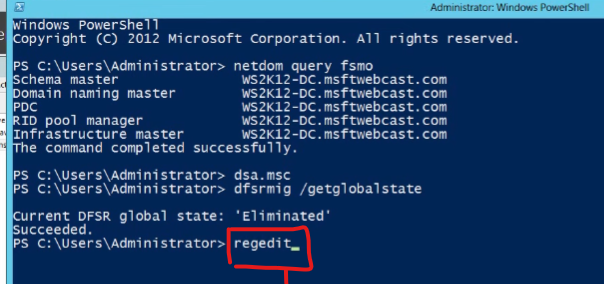 Administrator: Windows PowerShell
Windows PowerShell
Copyright (C) 2012 Microsoft Corporation. All rights reserved.
PS C:\Users\Administrator> netdom query fsmo
Schema master WS2K12-DC.msftwebcast.com
Domain naming master WS2K12-DC.msftwebcast.com
PDC WS2K12-DC.msftwebcast.com
RID pool manager WS2K12-DC.msftwebcast.com
Infrastructure master WS2K12-DC.msftwebcast.com
The command completed successfully.
PS C:\Users\Administrator> dsa.msc
PS C:\Users\Administrator> dfsrmig /getglobalstate
Current DFSR global state: 'Eliminated'
Succeeded.
PS C:\Users\Administrator> regedit